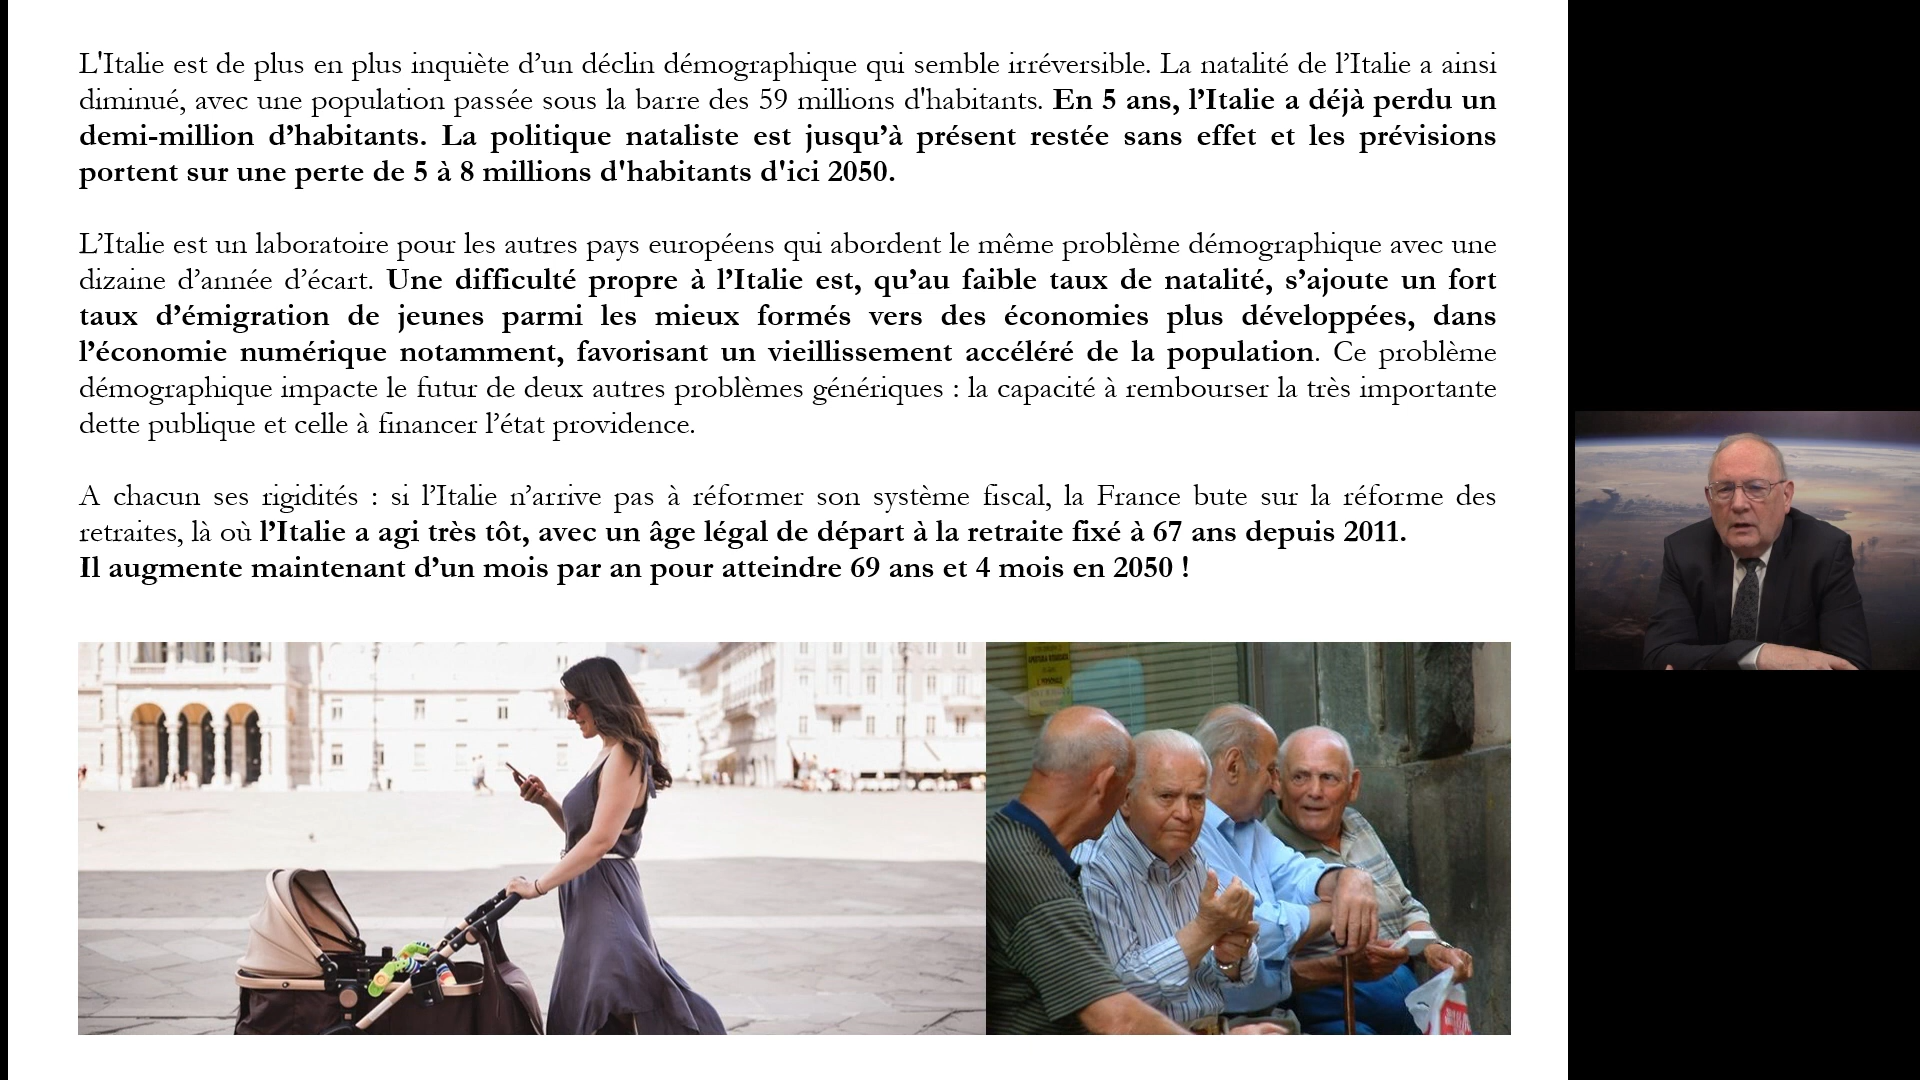 L'Italie est de plus en plus inquiète d’un déclin démographique qui semble irréversible. La natalité de l’Italie a ainsi
diminué, avec une population passée sous la barre des 59 millions d'habitants. En 5 ans, l’Italie a déjà perdu un
demi-million d’habitants. La politique nataliste est jusqu’à présent restée sans effet et les prévisions
portent sur une perte de 5 à 8 millions d'habitants d'ici 2050.
L’Italie est un laboratoire pour les autres pays européens qui abordent le même problème démographique avec une
dizaine d’année d’écart. Une difficulté propre à l’Italie est, qu’au faible taux de natalité, s’ajoute un fort
taux d’émigration de jeunes parmi les mieux formés vers des économies plus développées, dans
l’économie numérique notamment, favorisant un vieillissement accéléré de la population. Ce problème
démographique impacte le futur de deux autres problèmes génériques : la capacité à rembourser la très importante
dette publique et celle à financer l’état providence.
A chacun ses rigidités : si l’Italie n’arrive pas à réformer son système fiscal, la France bute sur la réforme des
retraites, là où l’Italie a agi très tôt, avec un âge légal de départ à la retraite fixé à 67 ans depuis 2011.
Il augmente maintenant d’un mois par an pour atteindre 69 ans et 4 mois en 2050 !